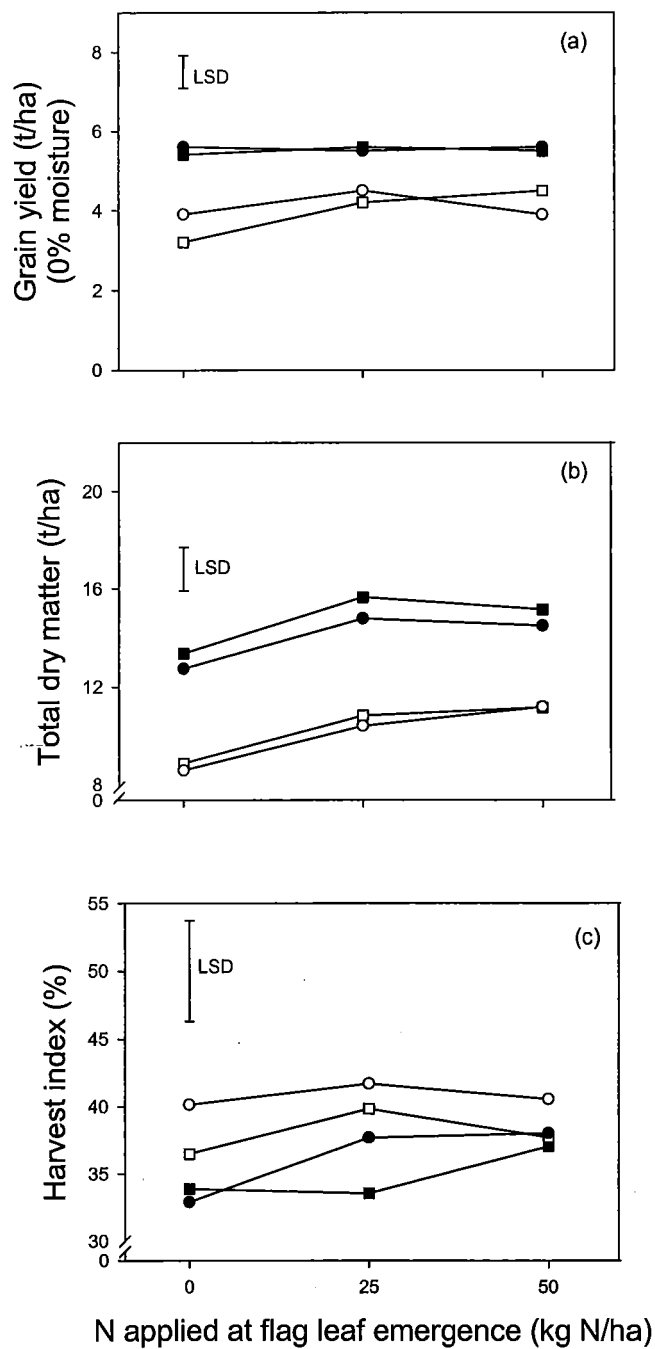 (a)
Grain yield (t/ha)
(0% moisture)
8
6
4
2
0
LSD
(b)
Total dry matter (t/ha)
20
16
12
8
0
LSD
(c)
Harvest index (%)
55
50
45
40
35
30
0
LSD
0
25
50
N applied at flag leaf emergence (kg N/ha)